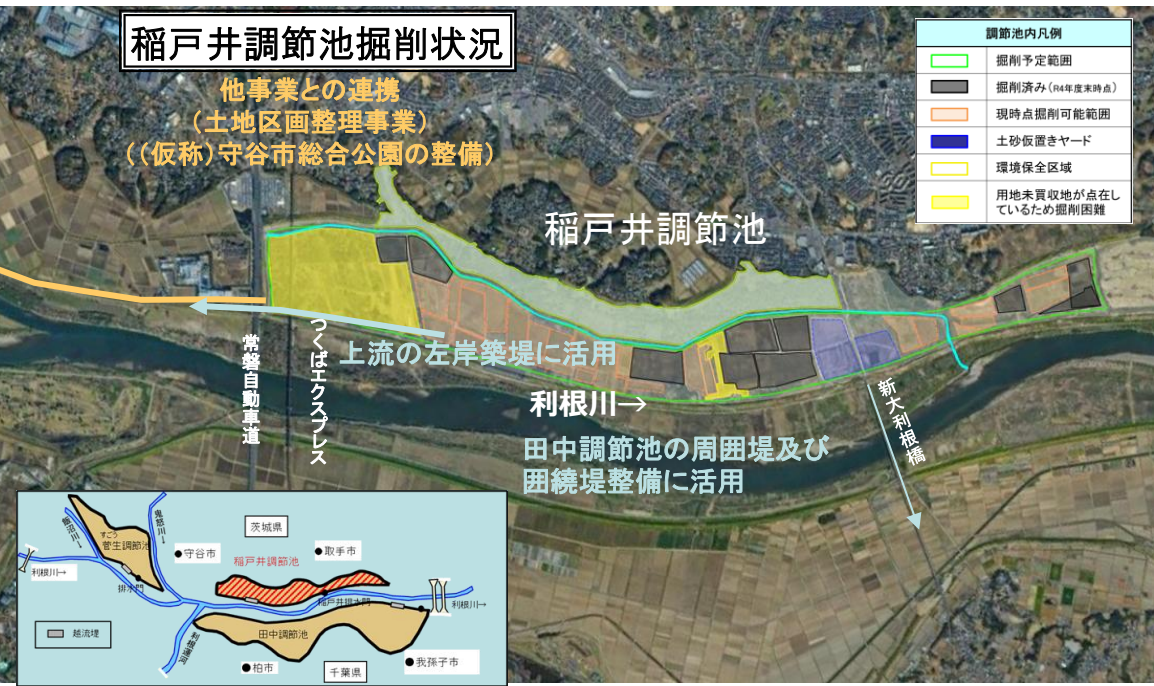 稲戸井調節池掘削状況
他事業との連携
(土地区画整理事業)
((仮称)守谷市総合公園の整備)
調節池内凡例
掘削予定範囲
掘削済み(R4年度末時点)
現時点掘削可能範囲
土砂仮置きヤード
環境保全区域
用地未買収地が点在し
ているため掘削困難
稲戸井調節池
常磐自動車道
つくばエクスプレス
上流の左岸築堤に活用
利根川→
新大利根橋
田中調節池の周囲堤及び
囲繞堤整備に活用
飯沼川→
すごう
菅生調節池
鬼怒川→
茨城県
守谷市
稲戸井調節池
取手市
利根川→
排水門
稲戸井排水門
利根川→
越流堤
利根運河
田中調節池
柏市
千葉県
我孫子市